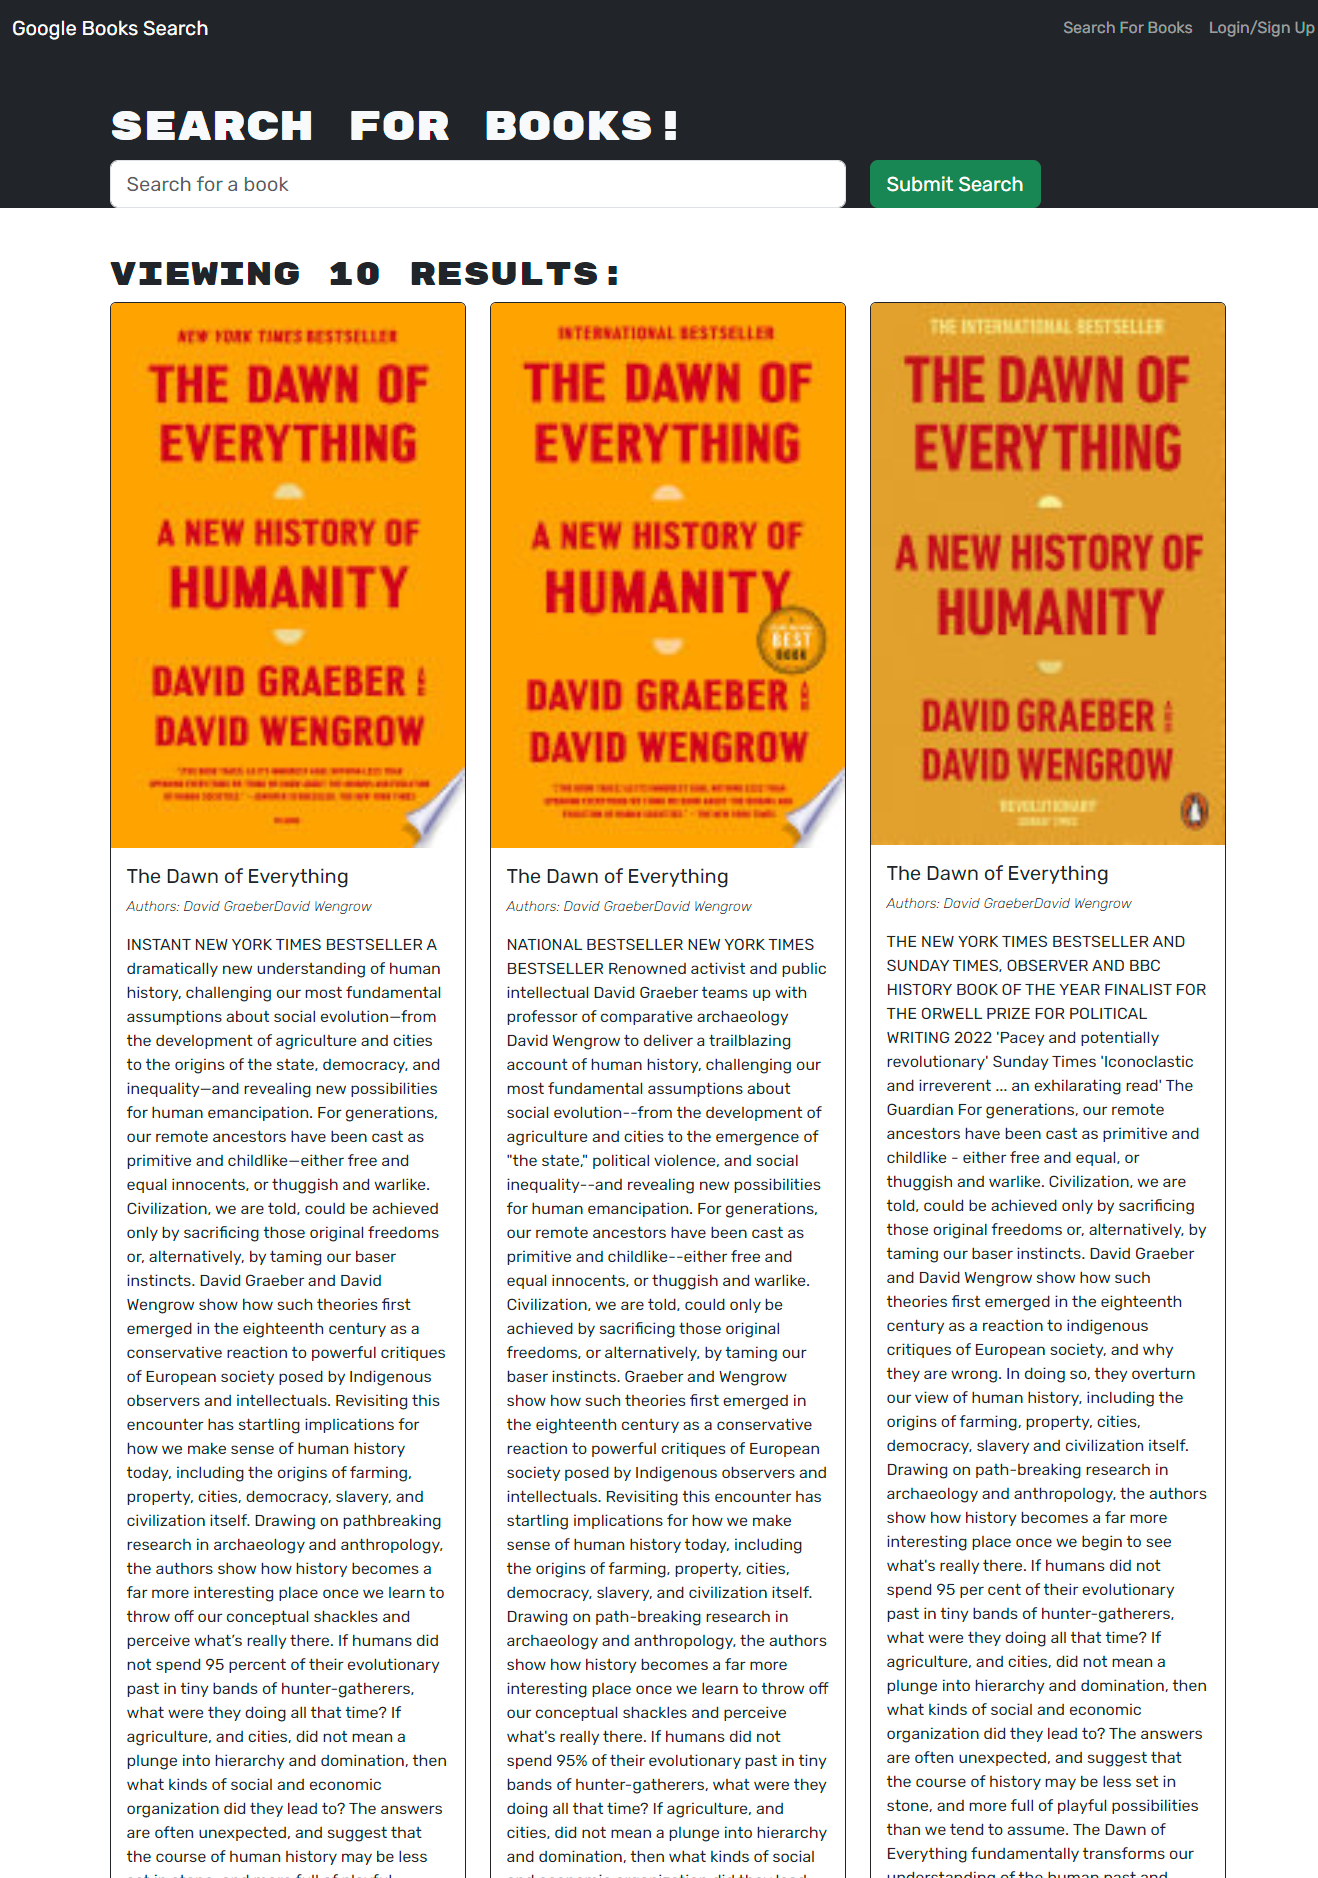 Google Books Search
Search For Books
Login/Sign Up
SEARCH FOR BOOKS!
Search for a book
Submit Search
VIEWING 10 RESULTS:
NEW YORK TIMES BESTSELLER
THE DAWN OF
EVERYTHING
A NEW HISTORY OF
HUMANITY
DAVID GRAEBER
DAVID WENGROW
The Dawn of Everything
Authors: David GraeberDavid Wengrow
INSTANT NEW YORK TIMES BESTSELLER A
dramatically new understanding of human
history, challenging our most fundamental
assumptions about social evolution—from
the development of agriculture and cities
to the origins of the state, democracy, and
inequality—and revealing new possibilities
for human emancipation. For generations,
our remote ancestors have been cast as
primitive and childlike—either free and
equal innocents, or thuggish and warlike.
Civilization, we are told, could be achieved
only by sacrificing those original freedoms
or, alternatively, by taming our baser
instincts. David Graeber and David
Wengrow show how such theories first
emerged in the eighteenth century as a
conservative reaction to powerful critiques
of European society posed by Indigenous
observers and intellectuals. Revisiting this
encounter has startling implications for
how we make sense of human history
today, including the origins of farming,
property, cities, democracy, slavery, and
civilization itself. Drawing on pathbreaking
research in archaeology and anthropology,
the authors show how history becomes a
far more interesting place once we learn to
throw off our conceptual shackles and
perceive what’s really there. If humans did
not spend 95 percent of their evolutionary
past in tiny bands of hunter-gatherers,
what were they doing all that time? If
agriculture, and cities, did not mean a
plunge into hierarchy and domination, then
what kinds of social and economic
organization did they lead to? The answers
are often unexpected, and suggest that
the course of human history may be less
INTERNATIONAL BESTSELLER
THE DAWN OF
EVERYTHING
A NEW HISTORY OF
HUMANITY
BEST
BOOK
DAVID GRAEBER
DAVID WENGROW
The Dawn of Everything
Authors: David GraeberDavid Wengrow
NATIONAL BESTSELLER NEW YORK TIMES
BESTSELLER Renowned activist and public
intellectual David Graeber teams up with
professor of comparative archaeology
David Wengrow to deliver a trailblazing
account of human history, challenging our
most fundamental assumptions about
social evolution--from the development of
agriculture and cities to the emergence of
"the state," political violence, and social
inequality--and revealing new possibilities
for human emancipation. For generations,
our remote ancestors have been cast as
primitive and childlike--either free and
equal innocents, or thuggish and warlike.
Civilization, we are told, could only be
achieved by sacrificing those original
freedoms, or alternatively, by taming our
baser instincts. Graeber and Wengrow
show how such theories first emerged in
the eighteenth century as a conservative
reaction to powerful critiques of European
society posed by Indigenous observers and
intellectuals. Revisiting this encounter has
startling implications for how we make
sense of human history today, including
the origins of farming, property, cities,
democracy, slavery, and civilization itself.
Drawing on path-breaking research in
archaeology and anthropology, the authors
show how history becomes a far more
interesting place once we learn to throw off
our conceptual shackles and perceive
what's really there. If humans did not
spend 95% of their evolutionary past in tiny
bands of hunter-gatherers, what were they
doing all that time? If agriculture, and
cities, did not mean a plunge into hierarchy
and domination, then what kinds of social
THE INTERNATIONAL BESTSELLER
THE DAWN OF
EVERYTHING
A NEW HISTORY OF
HUMANITY
DAVID GRAEBER
DAVID WENGROW
'REVOLUTIONARY'
SUNDAY TIMES
The Dawn of Everything
Authors: David GraeberDavid Wengrow
THE NEW YORK TIMES BESTSELLER AND
SUNDAY TIMES, OBSERVER AND BBC
HISTORY BOOK OF THE YEAR FINALIST FOR
THE ORWELL PRIZE FOR POLITICAL
WRITING 2022 'Pacey and potentially
revolutionary' Sunday Times 'Iconoclastic
and irreverent ... an exhilarating read' The
Guardian For generations, our remote
ancestors have been cast as primitive and
childlike - either free and equal, or
thuggish and warlike. Civilization, we are
told, could be achieved only by sacrificing
those original freedoms or, alternatively, by
taming our baser instincts. David Graeber
and David Wengrow show how such
theories first emerged in the eighteenth
century as a reaction to indigenous
critiques of European society, and why
they are wrong. In doing so, they overturn
our view of human history, including the
origins of farming, property, cities,
democracy, slavery and civilization itself.
Drawing on path-breaking research in
archaeology and anthropology, the authors
show how history becomes a far more
interesting place once we begin to see
what's really there. If humans did not
spend 95 per cent of their evolutionary
past in tiny bands of hunter-gatherers,
what were they doing all that time? If
agriculture, and cities, did not mean a
plunge into hierarchy and domination, then
what kinds of social and economic
organization did they lead to? The answers
are often unexpected, and suggest that
the course of history may be less set in
stone, and more full of playful possibilities
than we tend to assume. The Dawn of
Everything fundamentally transforms our
understanding of the human past and